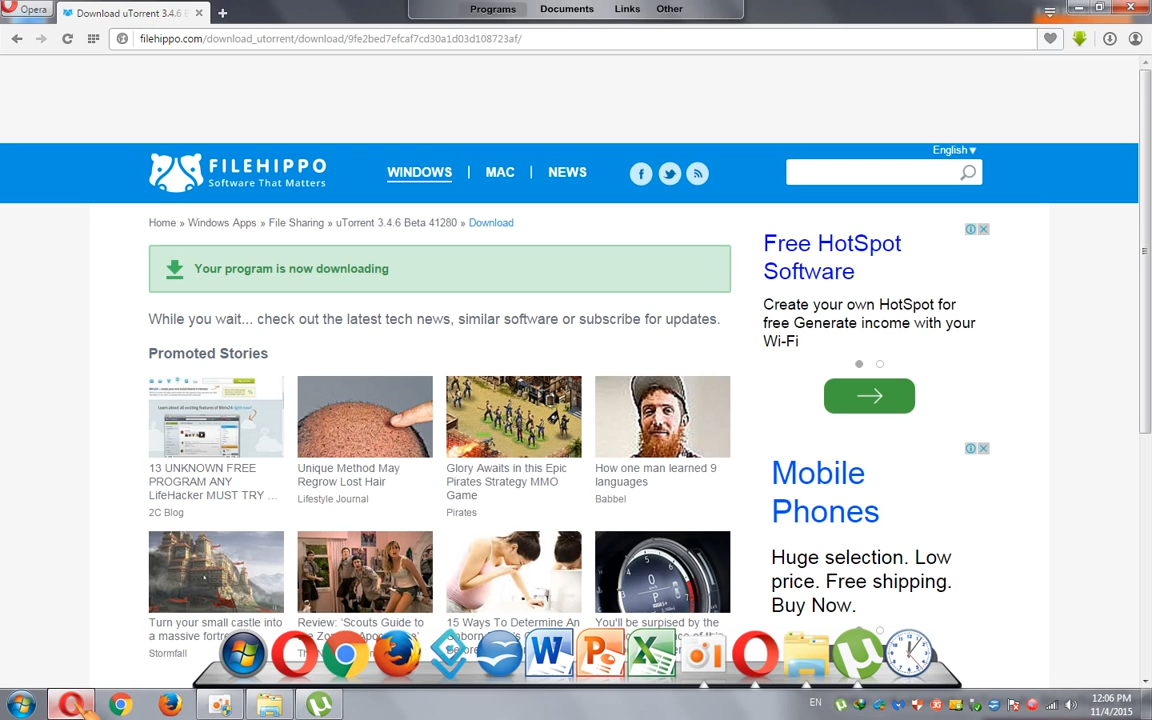 Opera
Download uTorrent 3.4.6 B
Programs
Documents
Links
Other
filehippo.com/download_utorrent/download/9fe2bed7efcaf7cd30a1d03d108723af/
English
FILEHIPPO
Software That Matters
WINDOWS | MAC | NEWS
Home » Windows Apps » File Sharing » uTorrent 3.4.6 Beta 41280 » Download
Your program is now downloading
While you wait... check out the latest tech news, similar software or subscribe for updates.
Promoted Stories
13 UNKNOWN FREE
PROGRAM ANY
LifeHacker MUST TRY ...
2C Blog
Unique Method May
Regrow Lost Hair
Lifestyle Journal
Glory Awaits in this Epic
Pirates Strategy MMO
Game
Pirates
How one man learned 9
languages
Babbel
Turn your small castle into
a massive fortre
Stormfall
Review: 'Scouts Guide to
15 Ways To Determine An
You'll be surprised by the
Free HotSpot
Software
Create your own HotSpot for
free Generate income with your
Wi-Fi
Mobile
Phones
Huge selection. Low
price. Free shipping.
Buy Now.
EN
12:06 PM
11/4/2015